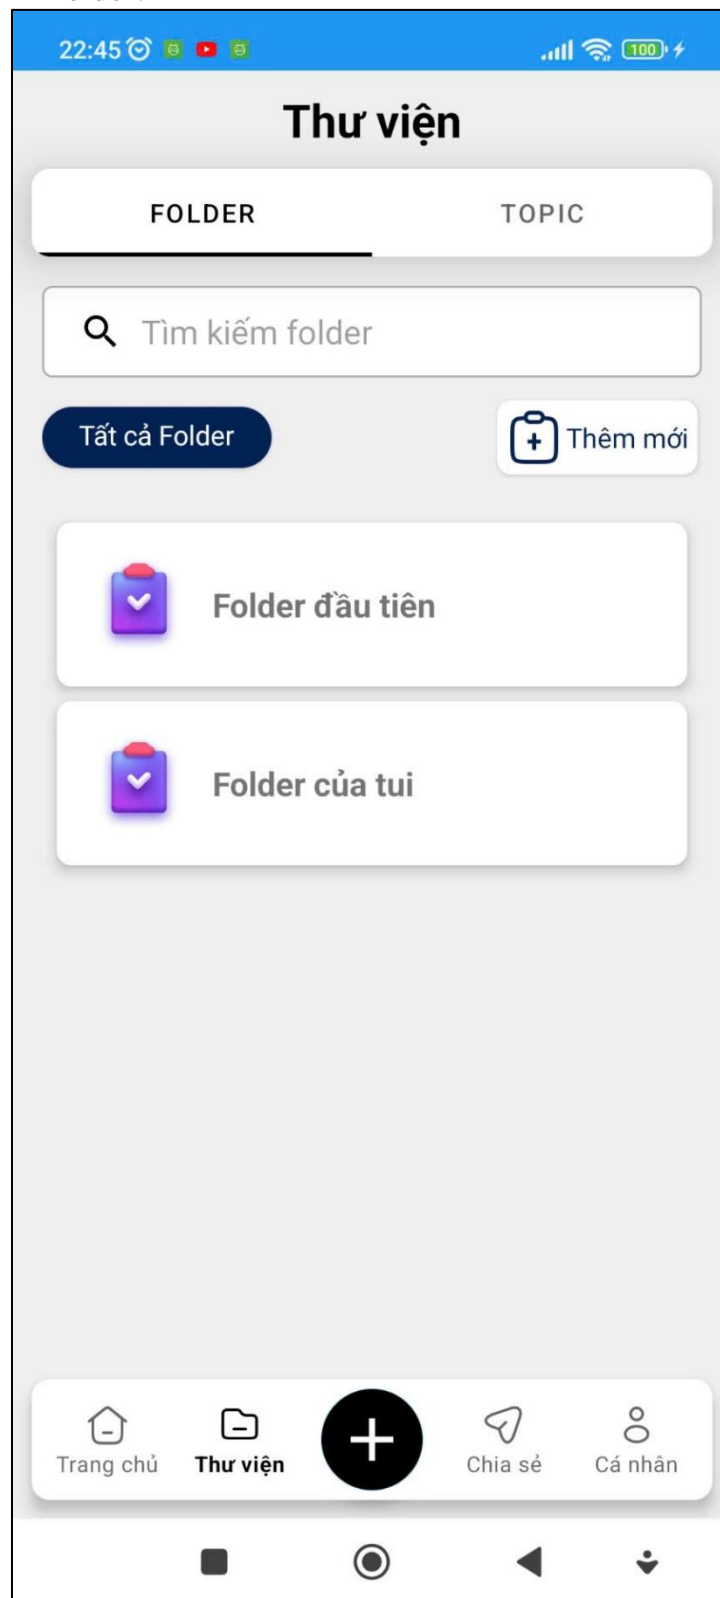 22:45
100
Thư viện
FOLDER
TOPIC
Tìm kiếm folder
Tất cả Folder
Thêm mới
Folder đầu tiên
Folder của tui
Trang chủ
Thư viện
Chia sẻ
Cá nhân